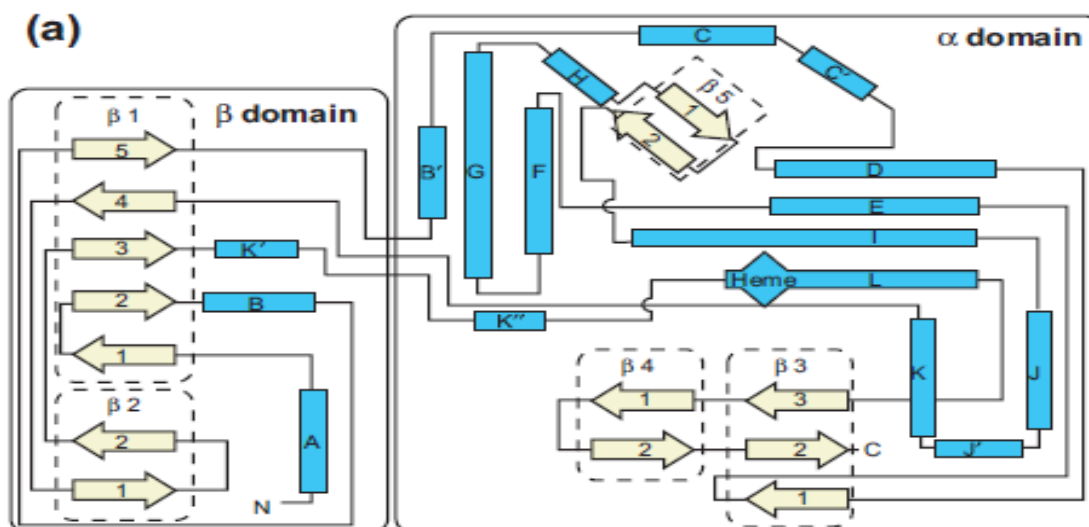 (a)
C
α domain
H
C'
β 5
1
2
β 1
β domain
5
B'
G
F
D
4
E
3
K'
I
2
B
Heme
L
K''
1
β 4
β 3
K
J
β 2
1
3
2
A
2
2
C
J'
1
N
1